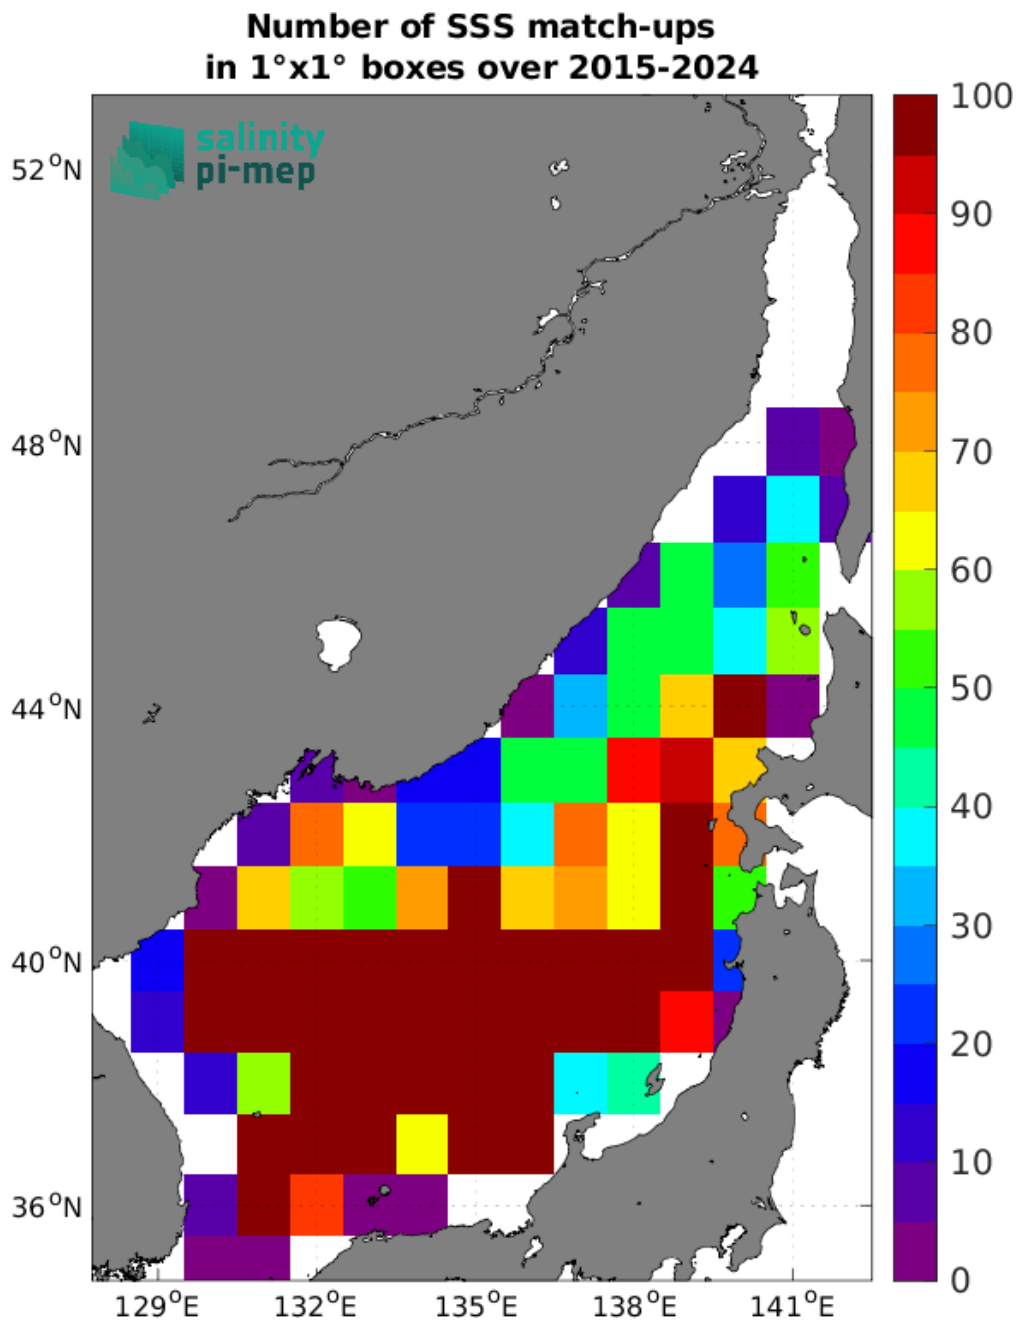 Number of SSS match-ups
in 1°x1° boxes over 2015-2024
salinity
pi-mep
52°N
48°N
44°N
40°N
36°N
129°E 132°E 135°E 138°E 141°E
100
90
80
70
60
50
40
30
20
10
0